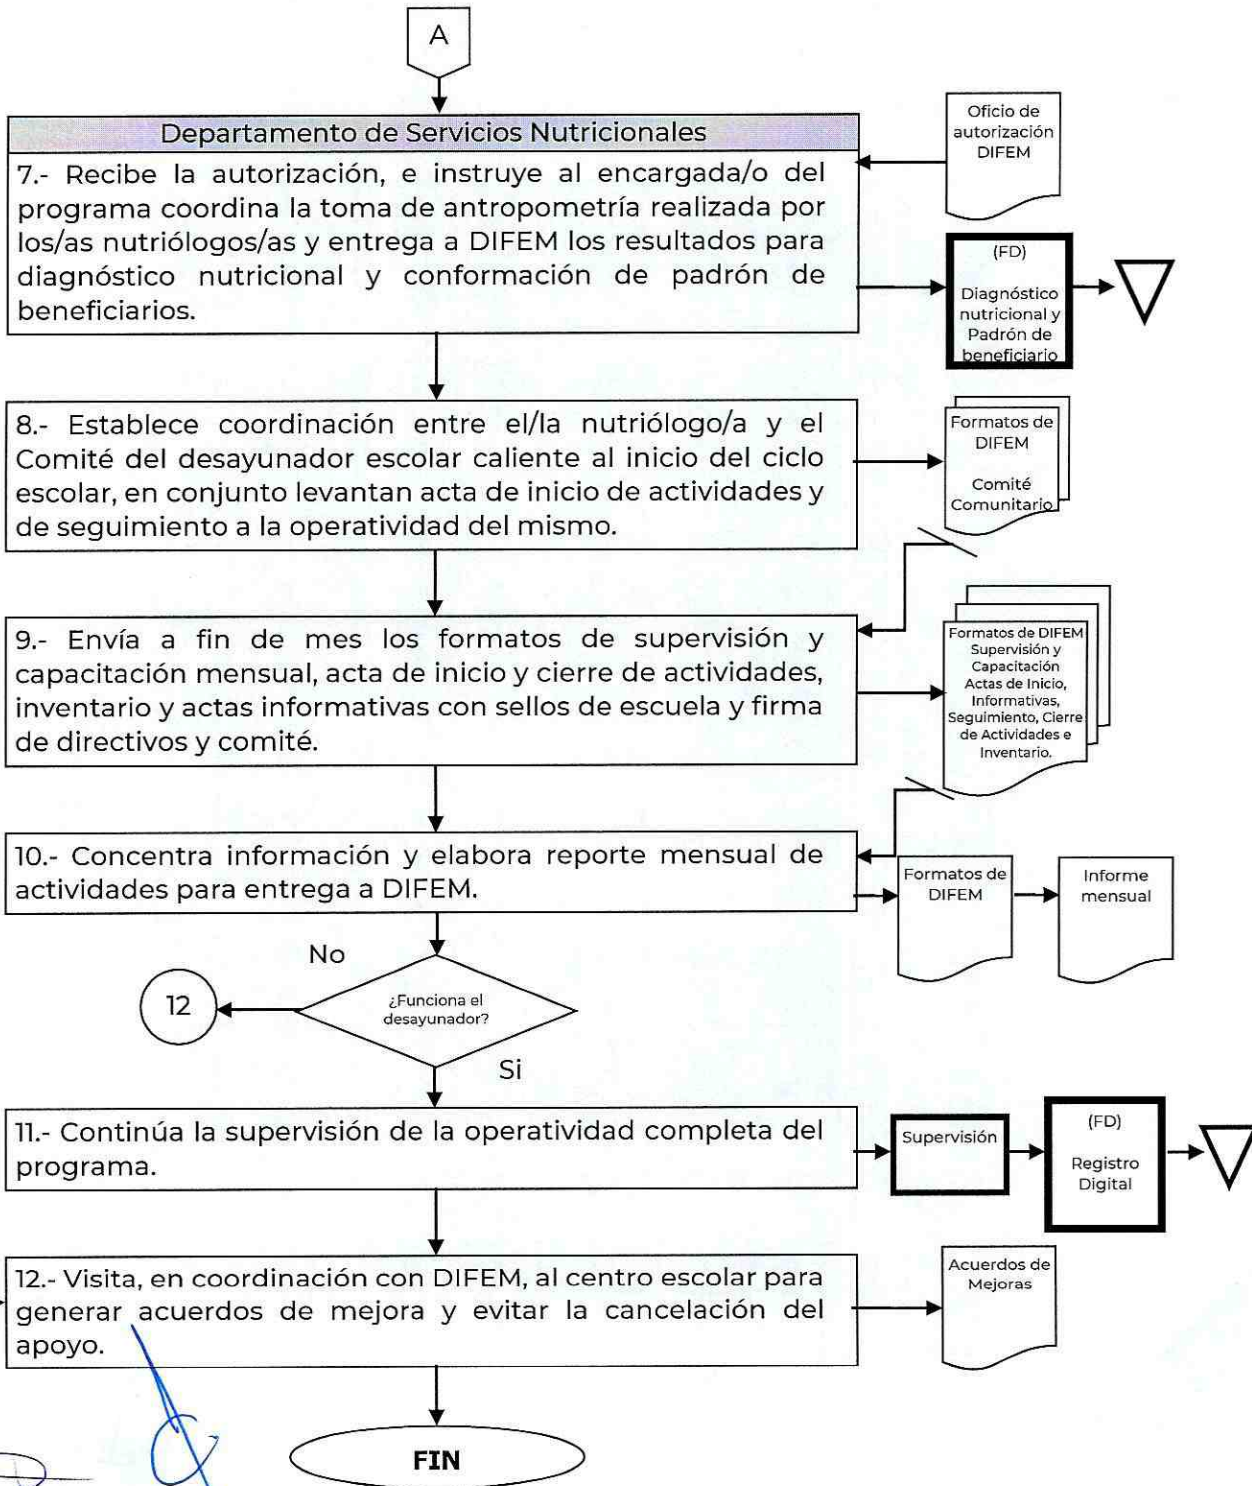 A
Departamento de Servicios Nutricionales
7.- Recibe la autorización, e instruye al encargada/o del
programa coordina la toma de antropometría realizada por
los/as nutriólogos/as y entrega a DIFEM los resultados para
diagnóstico nutricional y conformación de padrón de
beneficiarios.
Oficio de
autorización
DIFEM
(FD)
Diagnóstico
nutricional y
Padrón de
beneficiario
8.- Establece coordinación entre el/la nutriólogo/a y el
Comité del desayunador escolar caliente al inicio del ciclo
escolar, en conjunto levantan acta de inicio de actividades y
de seguimiento a la operatividad del mismo.
Formatos de
DIFEM
Comité
Comunitario
9.- Envía a fin de mes los formatos de supervisión y
capacitación mensual, acta de inicio y cierre de actividades,
inventario y actas informativas con sellos de escuela y firma
de directivos y comité.
Formatos de DIFEM
Supervisión y
Capacitación
Actas de Inicio,
Informativas,
Seguimiento, Cierre
de Actividades e
Inventario.
10.- Concentra información y elabora reporte mensual de
actividades para entrega a DIFEM.
Formatos de
DIFEM
Informe
mensual
No
12
¿Funciona el
desayunador?
Si
11.- Continúa la supervisión de la operatividad completa del
programa.
Supervisión
(FD)
Registro
Digital
12.- Visita, en coordinación con DIFEM, al centro escolar para
generar acuerdos de mejora y evitar la cancelación del
apoyo.
Acuerdos de
Mejoras
FIN